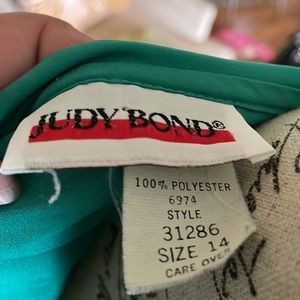 JUDY BOND®
100% POLYESTER
6974
STYLE
31286
SIZE 14
CARE OVER